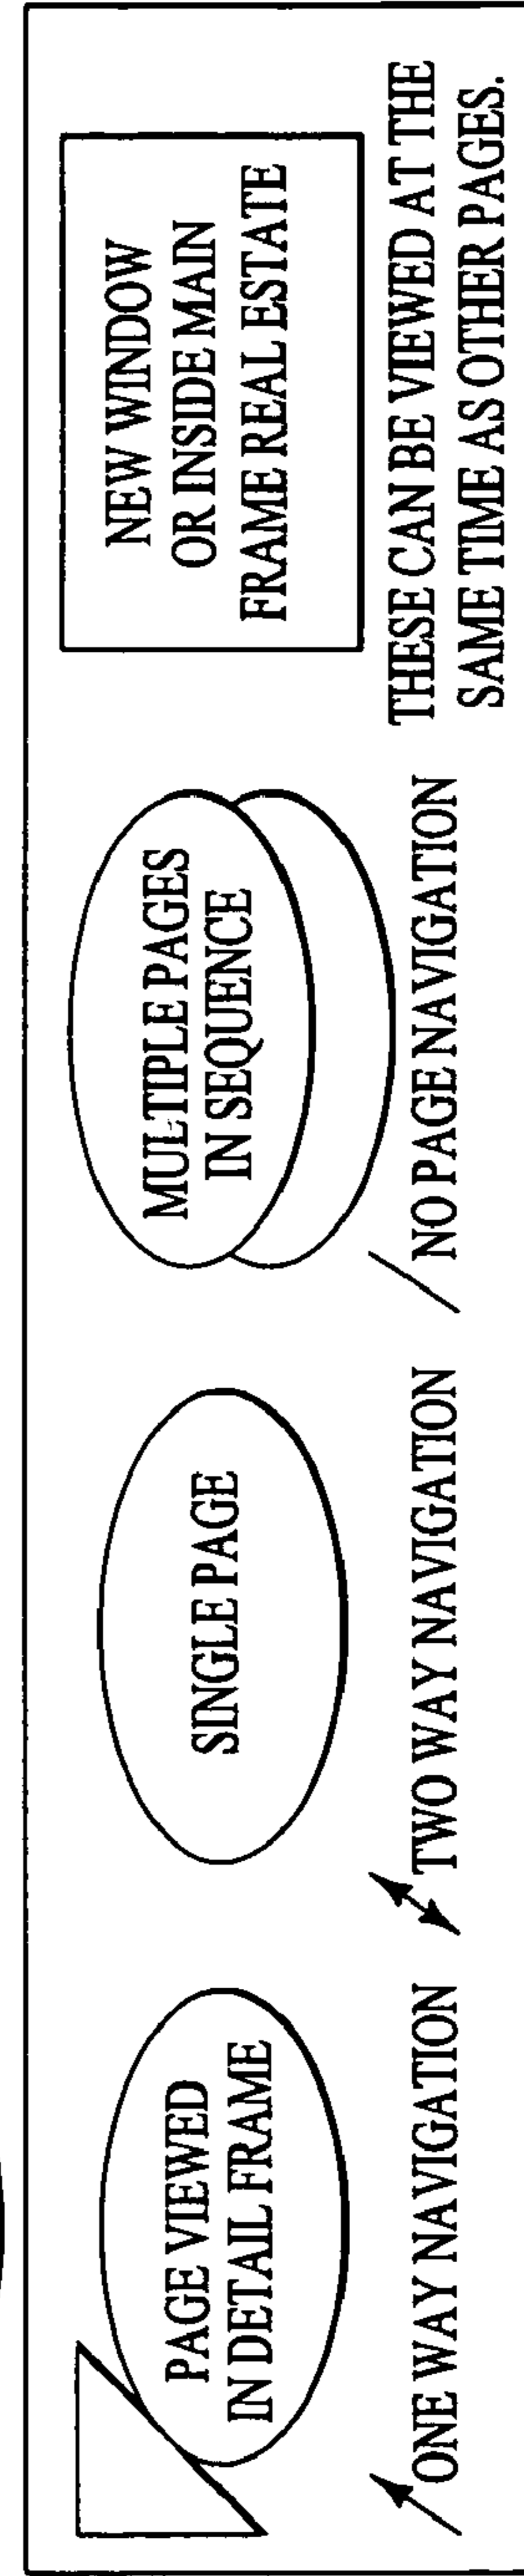 PAGE VIEWED
IN DETAIL FRAME
SINGLE PAGE
MULTIPLE PAGES
IN SEQUENCE
NEW WINDOW
OR INSIDE MAIN
FRAME REAL ESTATE
ONE WAY NAVIGATION
TWO WAY NAVIGATION
NO PAGE NAVIGATION
THESE CAN BE VIEWED AT THE
SAME TIME AS OTHER PAGES.